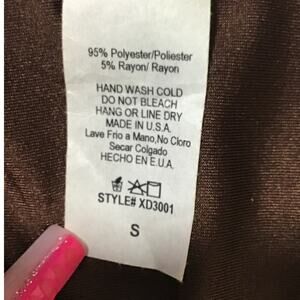 95% Polyester/Poliester
5% Rayon/ Rayon
HAND WASH COLD
DO NOT BLEACH
HANG OR LINE DRY
MADE IN U.S.A.
Lave Frio a Mano,No Cloro
Secar Colgado
HECHO EN E.U.A.
STYLE# XD3001
S